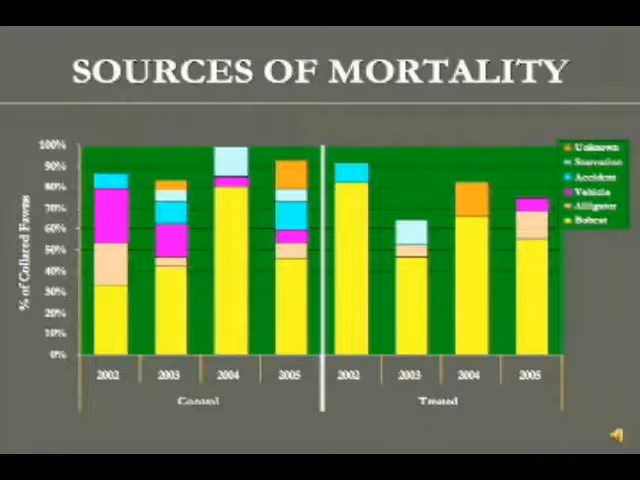 SOURCES OF MORTALITY
% of Collared Fawns
100%
90%
80%
70%
60%
50%
40%
30%
20%
10%
0%
Unknown
Starvation
Accident
Vehicle
Alligator
Bobcat
2002 2003 2004 2005 2002 2003 2004 2005
Control Treated